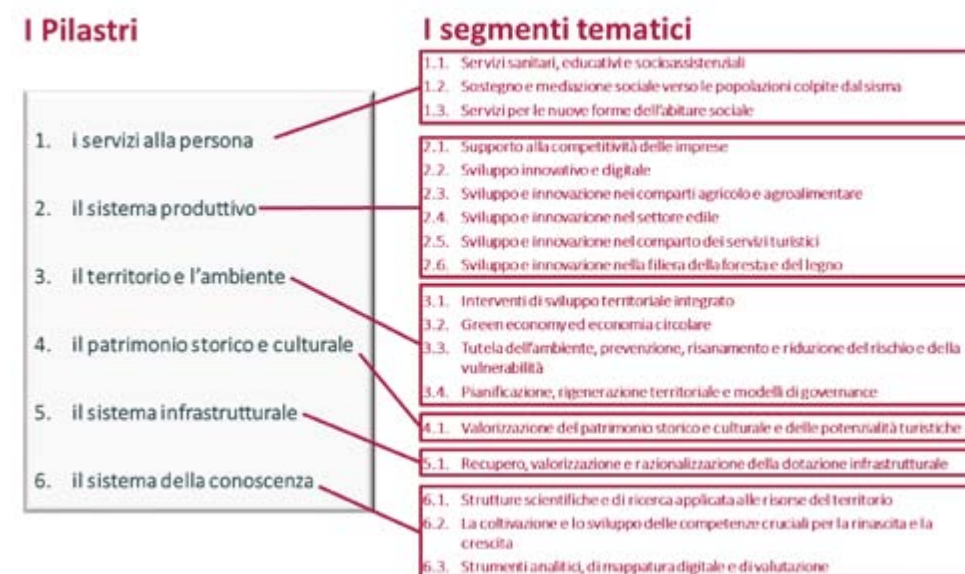 I Pilastri
1. i servizi alla persona
2. il sistema produttivo
3. il territorio e l'ambiente
4. il patrimonio storico e culturale
5. il sistema infrastrutturale
6. il sistema della conoscenza
I segmenti tematici
1.1. Servizi sanitari, educativi e socioassistenziali
1.2. Sostegno e mediazione sociale verso le popolazioni colpite dal sisma
1.3. Servizi per le nuove forme dell'abitare sociale
2.1. Supporto alla competitività delle imprese
2.2. Sviluppo innovativo e digitale
2.3. Sviluppo e innovazione nei comparti agricolo e agroalimentare
2.4. Sviluppo e innovazione nel settore edile
2.5. Sviluppo e innovazione nel comparto dei servizi turistici
2.6. Sviluppo e innovazione nella filiera della foresta e del legno
3.1. Interventi di sviluppo territoriale integrato
3.2. Green economy ed economia circolare
3.3. Tutela dell'ambiente, prevenzione, risanamento e riduzione del rischio e della
vulnerabilità
3.4. Pianificazione, rigenerazione territoriale e modelli di governance
4.1. Valorizzazione del patrimonio storico e culturale e delle potenzialità turistiche
5.1. Recupero, valorizzazione e razionalizzazione della dotazione infrastrutturale
6.1. Strutture scientifiche e di ricerca applicata alle risorse del territorio
6.2. La coltivazione e lo sviluppo delle competenze cruciali per la rinascita e la
crescita
6.3. Strumenti analitici, di mappatura digitale e di valutazione